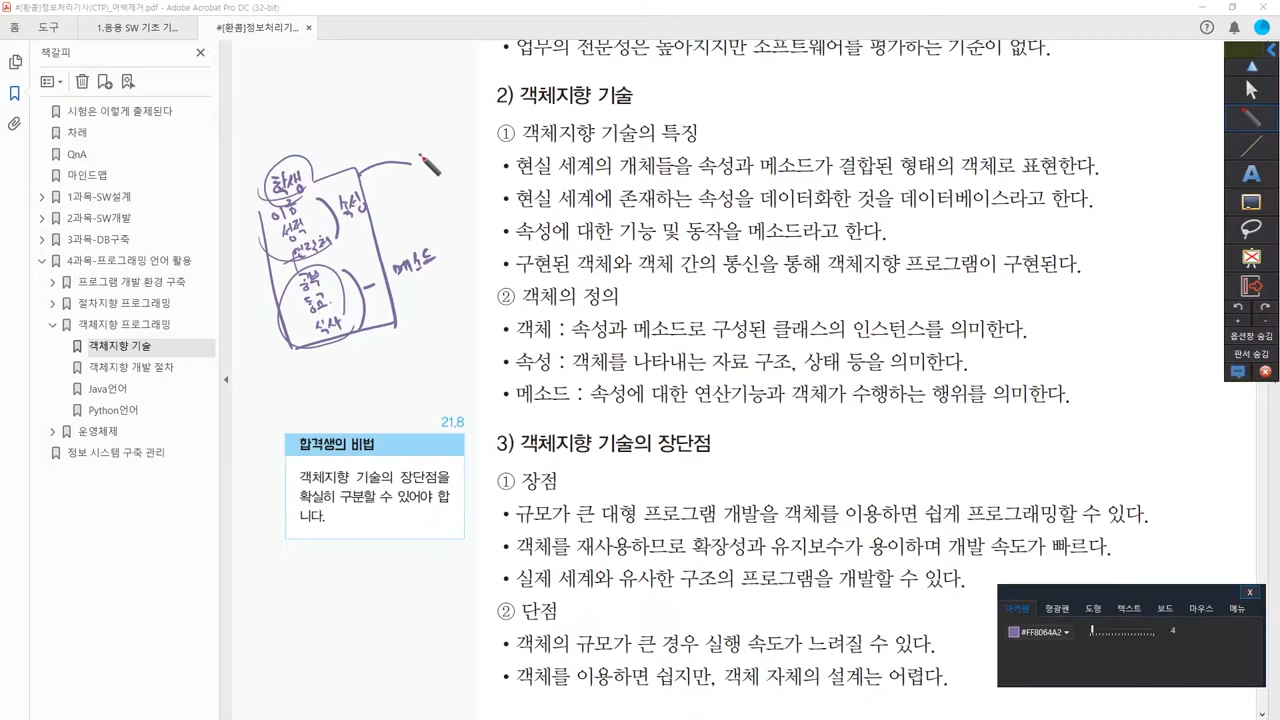 #[환콤]정보처리기사(CTP)_여백제거.pdf - Adobe Acrobat Pro DC (32-bit)
홈 도구 1.응용 SW 기초 기... #[환콤]정보처리기... ×
책갈피
시험은 이렇게 출제된다
차례
QnA
마인드맵
1과목-SW설계
2과목-SW개발
3과목-DB구축
4과목-프로그래밍 언어 활용
프로그램 개발 환경 구축
절차지향 프로그래밍
객체지향 프로그래밍
객체지향 기술
객체지향 개발 절차
Java언어
Python언어
운영체제
정보 시스템 구축 관리
학생
이름
성적
연락처
속성
공부
등교
식사
메소드
21.8
합격생의 비법
객체지향 기술의 장단점을
확실히 구분할 수 있어야 합
니다.
• 업무의 전문성은 높아지지만 소프트웨어를 평가하는 기준이 없다.
2) 객체지향 기술
① 객체지향 기술의 특징
• 현실 세계의 개체들을 속성과 메소드가 결합된 형태의 객체로 표현한다.
• 현실 세계에 존재하는 속성을 데이터화한 것을 데이터베이스라고 한다.
• 속성에 대한 기능 및 동작을 메소드라고 한다.
• 구현된 객체와 객체 간의 통신을 통해 객체지향 프로그램이 구현된다.
② 객체의 정의
• 객체 : 속성과 메소드로 구성된 클래스의 인스턴스를 의미한다.
• 속성 : 객체를 나타내는 자료 구조, 상태 등을 의미한다.
• 메소드 : 속성에 대한 연산기능과 객체가 수행하는 행위를 의미한다.
3) 객체지향 기술의 장단점
① 장점
• 규모가 큰 대형 프로그램 개발을 객체를 이용하면 쉽게 프로그래밍할 수 있다.
• 객체를 재사용하므로 확장성과 유지보수가 용이하며 개발 속도가 빠르다.
• 실제 세계와 유사한 구조의 프로그램을 개발할 수 있다.
② 단점
• 객체의 규모가 큰 경우 실행 속도가 느려질 수 있다.
• 객체를 이용하면 쉽지만, 객체 자체의 설계는 어렵다.
A
옵션창 숨김
판서 숨김
X
마커펜 형광펜 도형 텍스트 보드 마우스 메뉴
#FF8064A2 4